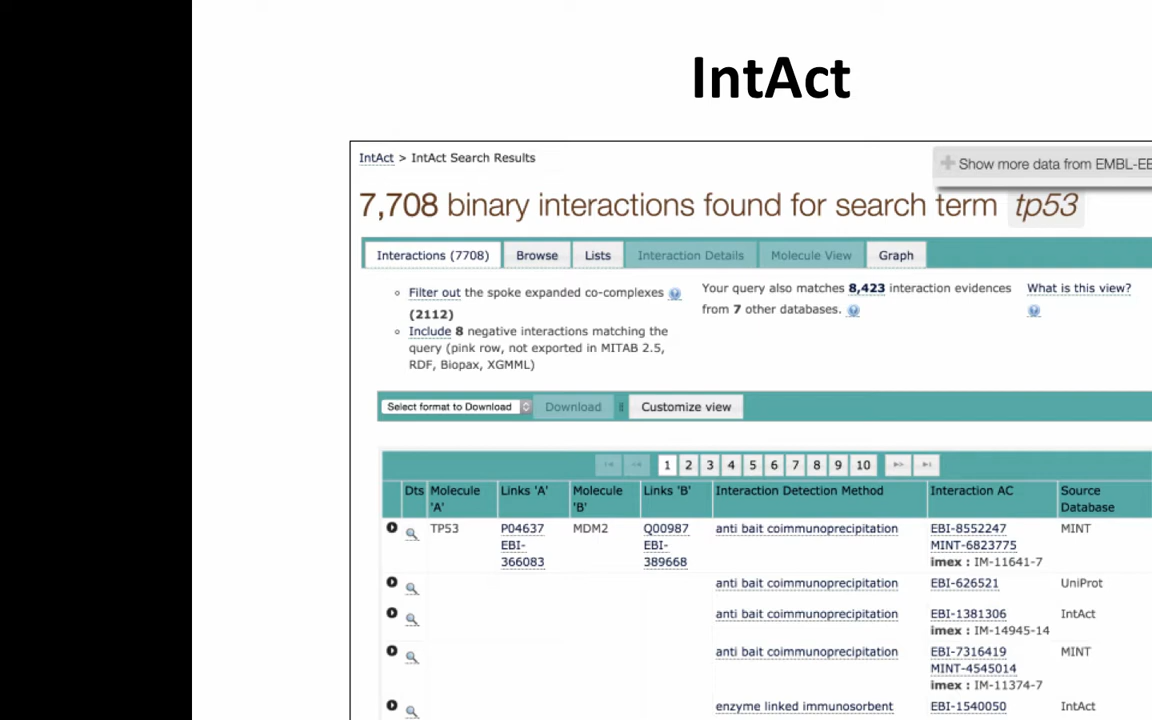 IntAct
IntAct > IntAct Search Results
Show more data from EMBL-EB
7,708 binary interactions found for search term tp53
Interactions (7708) Browse Lists Interaction Details Molecule View Graph
Filter out the spoke expanded co-complexes
(2112)
Include 8 negative interactions matching the
query (pink row, not exported in MITAB 2.5,
RDF, Biopax, XGMML)
Your query also matches 8,423 interaction evidences
from 7 other databases.
What is this view?
Select format to Download Download Customize view
1 2 3 4 5 6 7 8 9 10
Dts Molecule 'A' Links 'A' Molecule 'B' Links 'B' Interaction Detection Method Interaction AC Source Database
TP53 P04637 MDM2 Q00987 anti bait coimmunoprecipitation EBI-8552247 MINT
EBI- EBI- MINT-6823775
366083 389668 imex : IM-11641-7
anti bait coimmunoprecipitation EBI-626521 UniProt
anti bait coimmunoprecipitation EBI-1381306 IntAct
imex : IM-14945-14
anti bait coimmunoprecipitation EBI-7316419 MINT
MINT-4545014
imex : IM-11374-7
enzyme linked immunosorbent EBI-1540050 IntAct